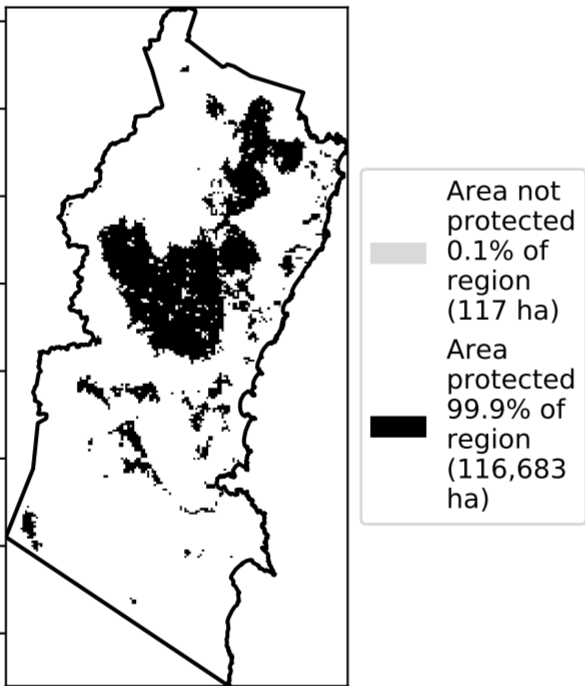 Area not
protected
0.1% of
region
(117 ha)
Area
protected
99.9% of
region
(116,683
ha)